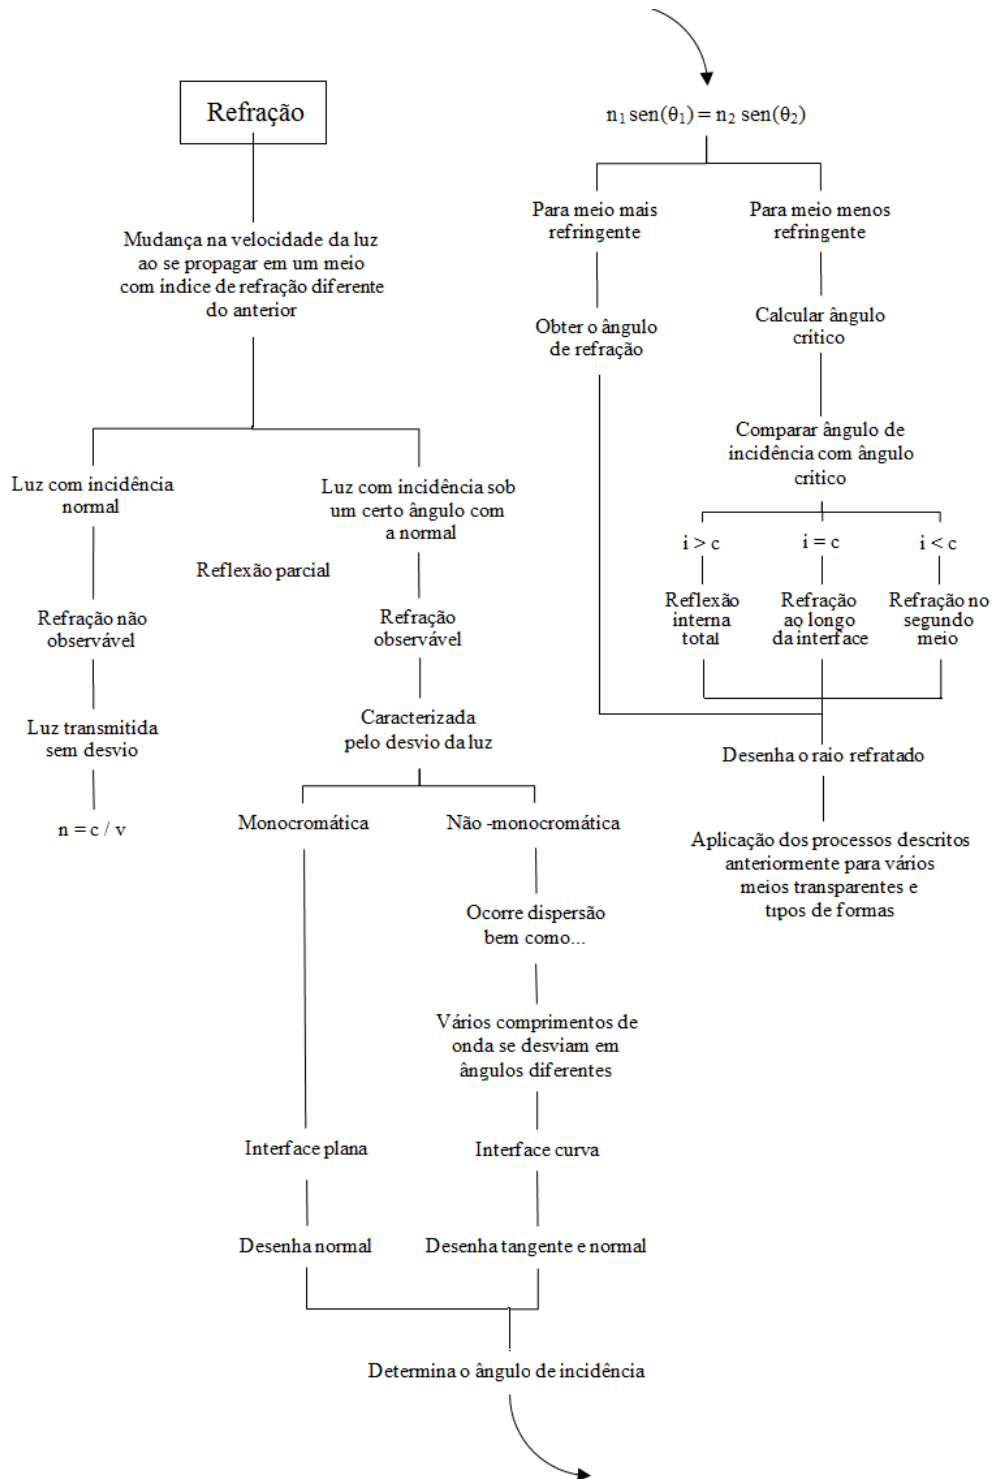 Refração
Mudança na velocidade da luz
ao se propagar em um meio
com índice de refração diferente
do anterior
Luz com incidência
normal
Luz com incidência sob
um certo ângulo com
a normal
Reflexão parcial
Refração não
observável
Refração
observável
Luz transmitida
sem desvio
Caracterizada
pelo desvio da luz
n = c / v
Monocromática
Não -monocromática
Ocorre dispersão
bem como...
Vários comprimentos de
onda se desviam em
ângulos diferentes
Interface plana
Interface curva
Desenha normal
Desenha tangente e normal
Determina o ângulo de incidência
n₁ sen(θ₁) = n₂ sen(θ₂)
Para meio mais
refringente
Para meio menos
refringente
Obter o ângulo
de refração
Calcular ângulo
crítico
Comparar ângulo de
incidência com ângulo
crítico
i > c
i = c
i < c
Reflexão
interna
total
Refração
ao longo
da interface
Refração no
segundo
meio
Desenha o raio refratado
Aplicação dos processos descritos
anteriormente para vários
meios transparentes e
tipos de formas